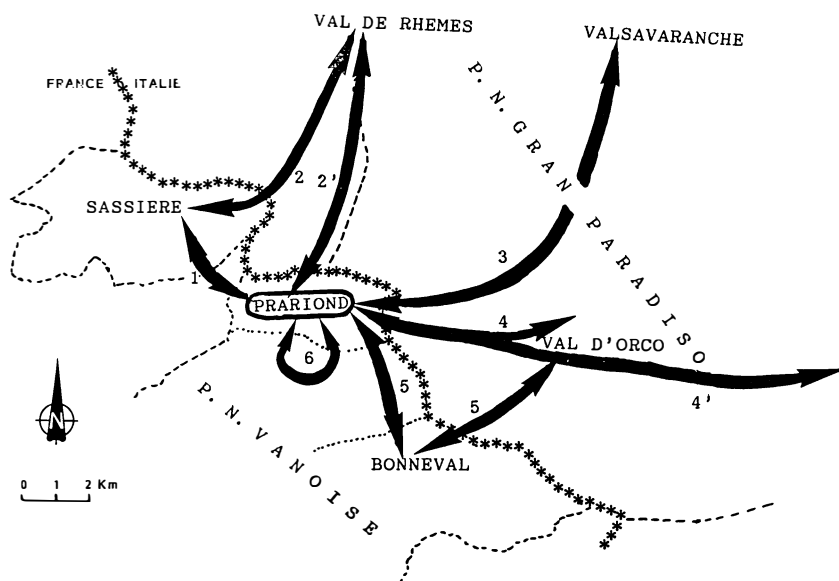 VAL DE RHEMES
VALSAVARANCHE
FRANCE ITALIE
P. N. GRAN PARADISO
2
2'
SASSIERE
3
1
PRARIOND
4
VAL D'ORCO
6
5
5
4'
P. N. VANOISE
BONNEVAL
N
0 1 2 Km